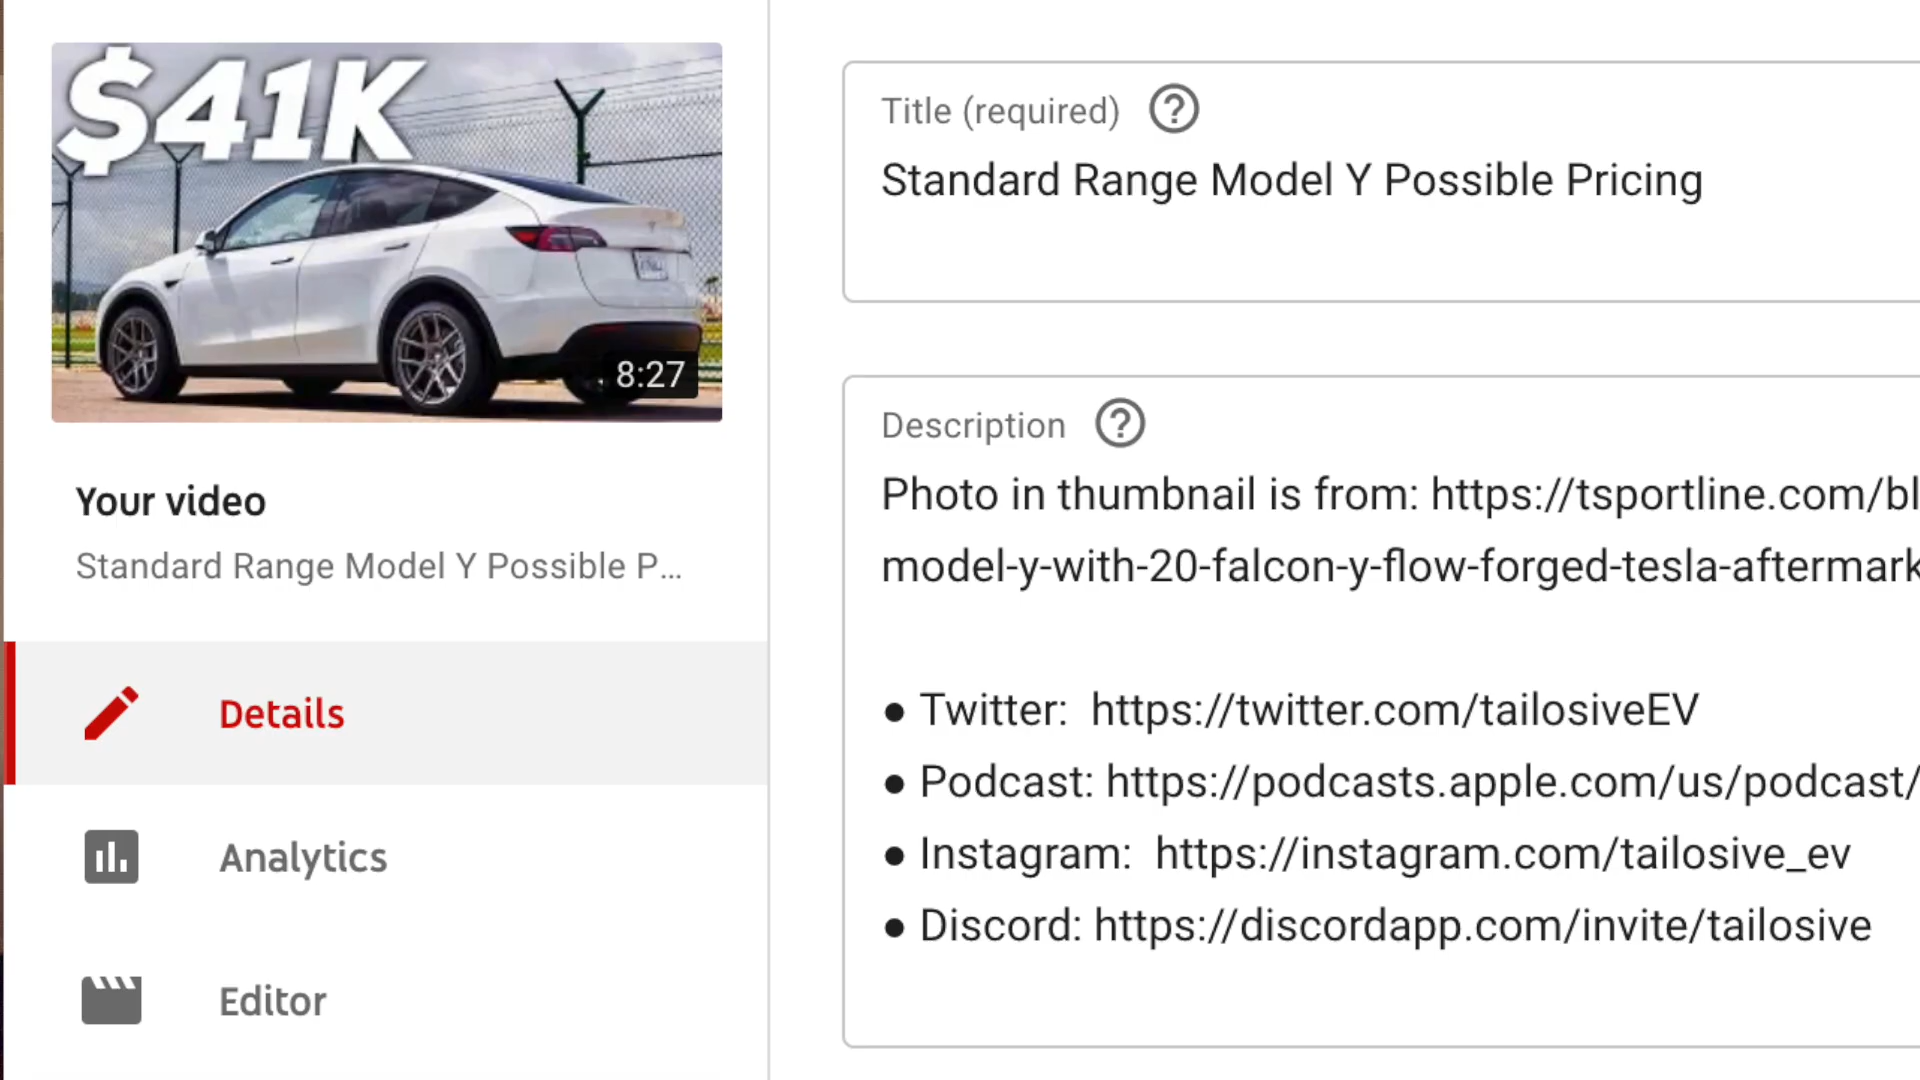 $41K
8:27
Your video
Standard Range Model Y Possible P...
Details
Analytics
Editor
Title (required)
Standard Range Model Y Possible Pricing
Description
Photo in thumbnail is from: https://tsportline.com/bl
model-y-with-20-falcon-y-flow-forged-tesla-aftermark
● Twitter:  https://twitter.com/tailosiveEV
● Podcast: https://podcasts.apple.com/us/podcast/
● Instagram:  https://instagram.com/tailosive_ev
● Discord: https://discordapp.com/invite/tailosive